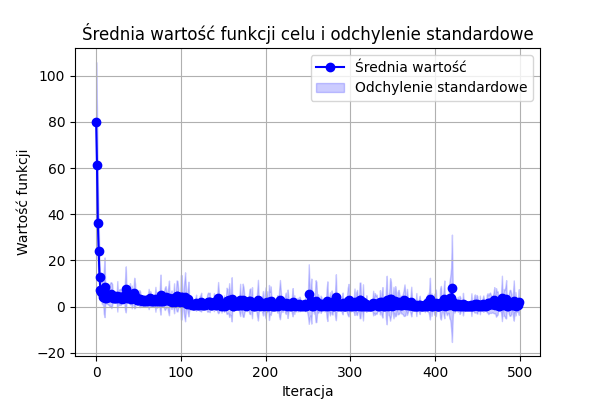 Średnia wartość funkcji celu i odchylenie standardowe
Średnia wartość
Odchylenie standardowe
Wartość funkcji
100
80
60
40
20
0
−20
0 100 200 300 400 500
Iteracja